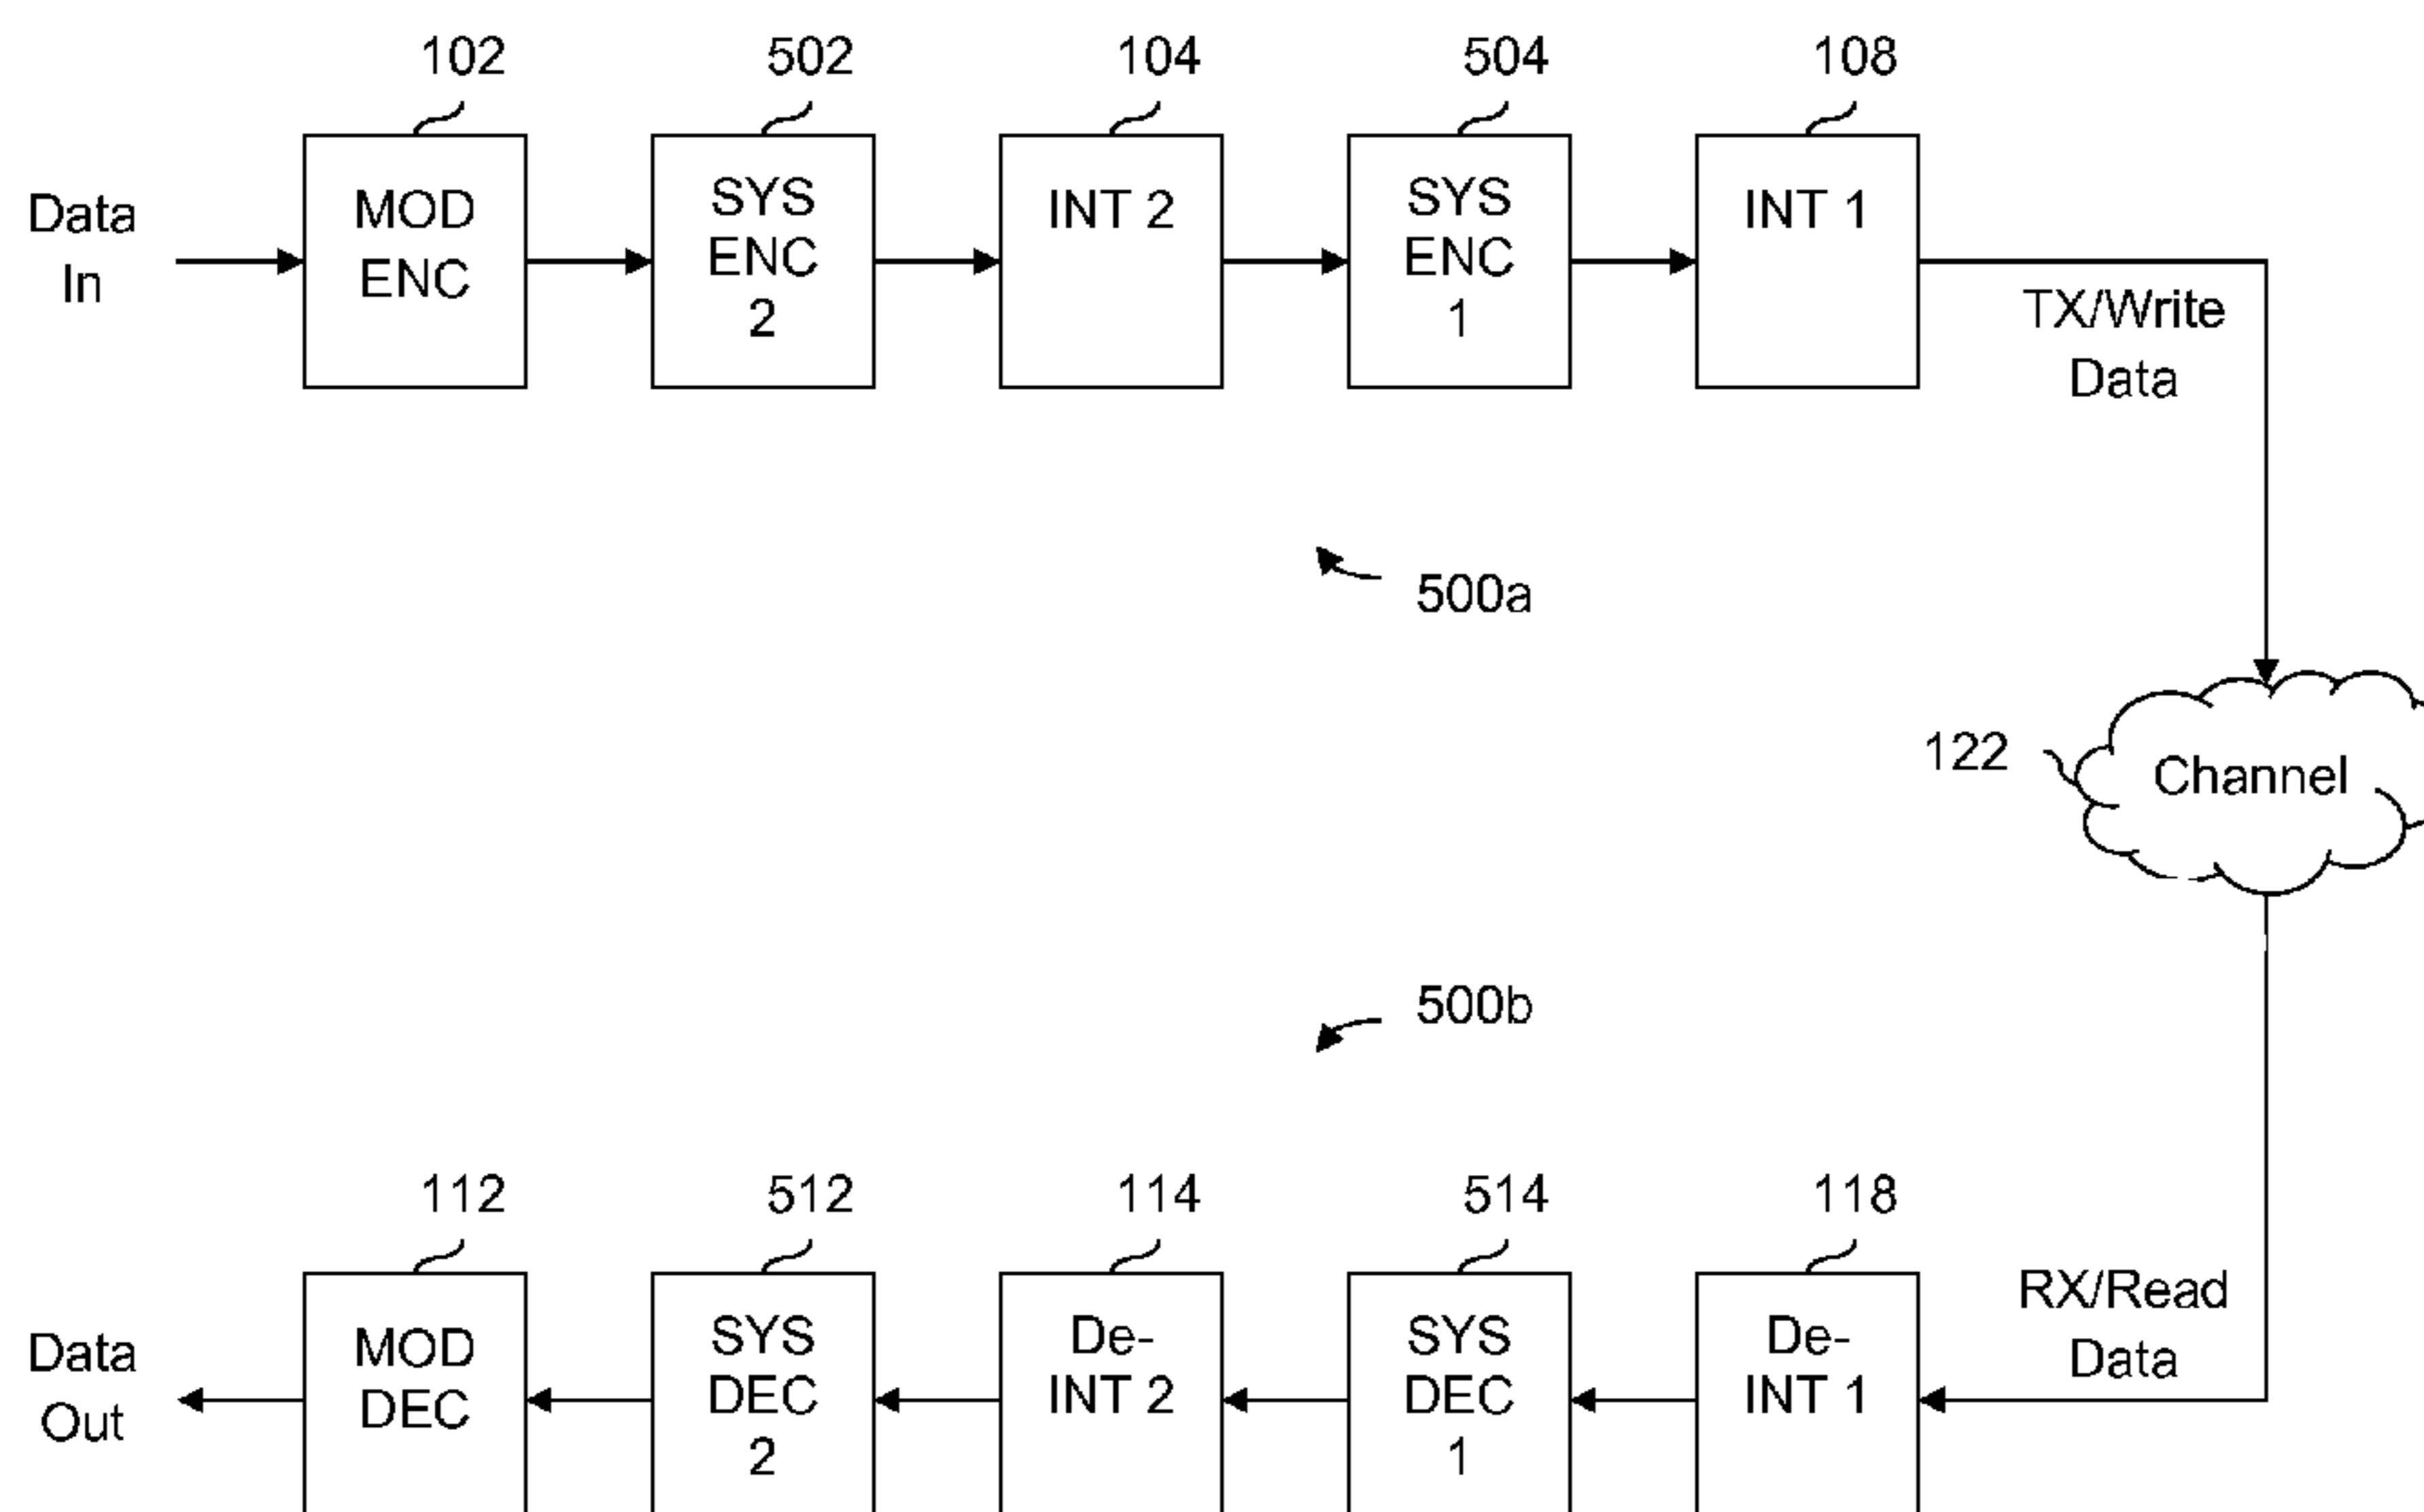 102
502
104
504
108
Data
In
MOD
ENC
SYS
ENC
2
INT 2
SYS
ENC
1
INT 1
TX/Write
Data
500a
122
Channel
500b
112
512
114
514
118
Data
Out
MOD
DEC
SYS
DEC
2
De-
INT 2
SYS
DEC
1
De-
INT 1
RX/Read
Data